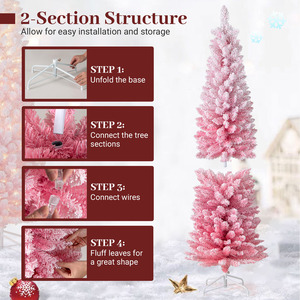 2-Section Structure
Allow for easy installation and storage
STEP 1:
Unfold the base
STEP 2:
Connect the tree
sections
STEP 3:
Connect wires
STEP 4:
Fluff leaves for
a great shape